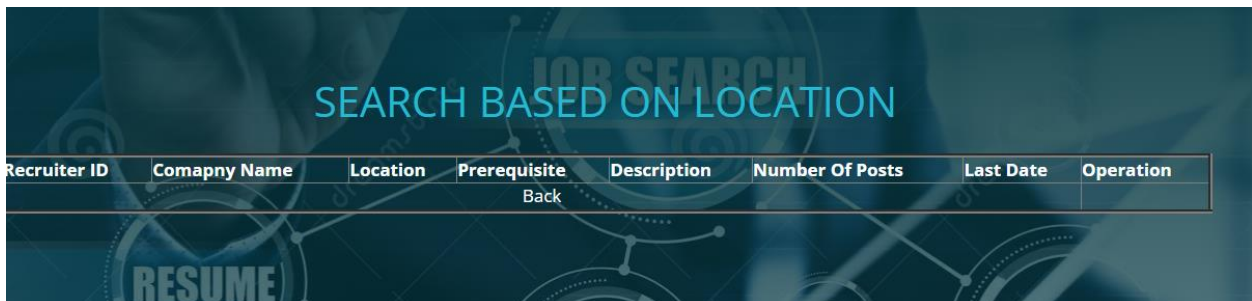 JOB SEARCH
SEARCH BASED ON LOCATION
Recruiter ID Comapny Name Location Prerequisite Description Number Of Posts Last Date Operation
Back
RESUME